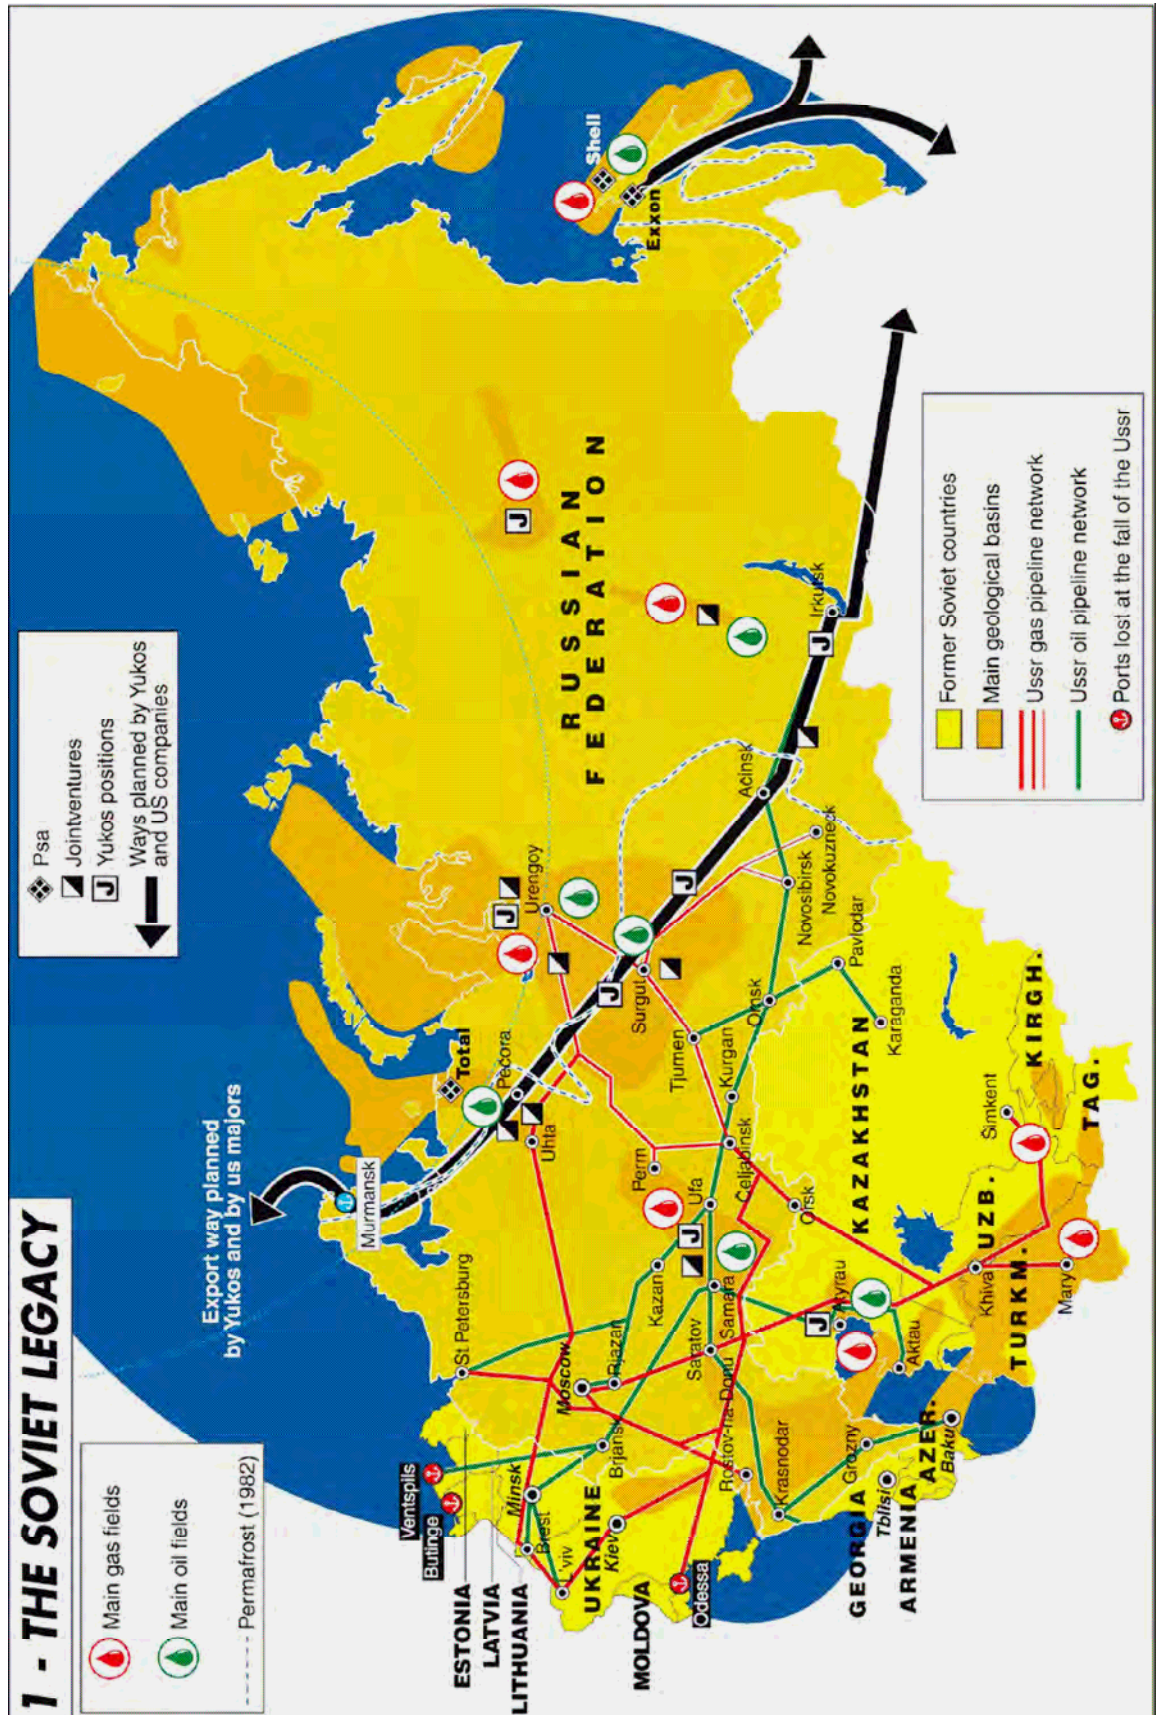 1 - THE SOVIET LEGACY
Main gas fields
Main oil fields
Permafrost (1982)
Export way planned
by Yukos and by us majors
Psa
Jointventures
Yukos positions
Ways planned by Yukos
and US companies
Murmansk
Total
Pecora
Uhta
Urengoy
Surgut
Shell
Exxon
RUSSIAN
FEDERATION
Ventspils
Butinge
St Petersburg
ESTONIA
LATVIA
LITHUANIA
Minsk
Brest
L'viv
Moscow
Rjazan
Brjansk
UKRAINE
Kiev
MOLDOVA
Odessa
Kazan
Perm
Ufa
Samara
Saratov
Rostov-na-Donu
Krasnodar
Grozny
Celjabinsk
Tjumen
Kurgan
Omsk
Orsk
Novosibirsk
Novokuzneck
Acinsk
Irkutsk
Pavlodar
Karaganda
KAZAKHSTAN
Atyrau
Aktau
GEORGIA
Tbilisi
ARMENIA
AZER.
Baku
TURKM.
UZB.
Khiva
Mary
Simkent
KIRGH.
TAG.
Former Soviet countries
Main geological basins
Ussr gas pipeline network
Ussr oil pipeline network
Ports lost at the fall of the Ussr